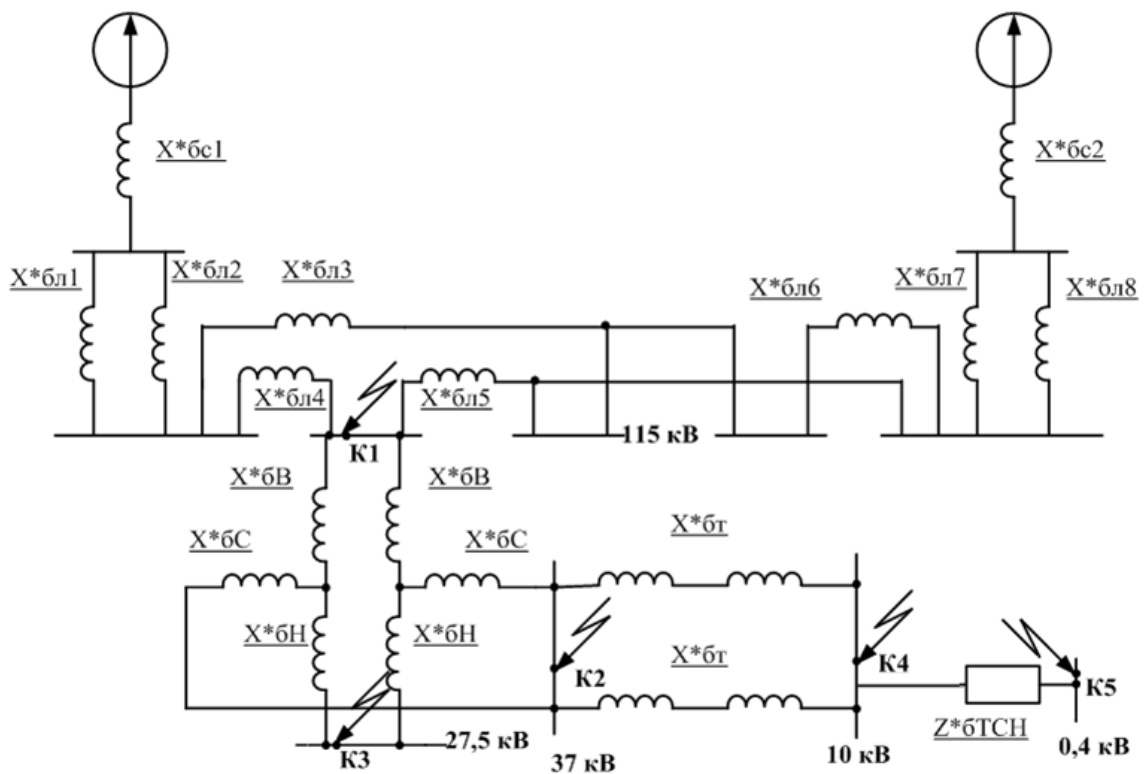 X*бс1
X*бс2
X*бл1
X*бл2
X*бл3
X*бл6
X*бл7
X*бл8
X*бл4
X*бл5
К1
115 кВ
X*бВ
X*бВ
X*бС
X*бС
X*бт
X*бН
X*бН
К2
X*бт
К4
К5
К3
27,5 кВ
37 кВ
10 кВ
Z*бТСН
0,4 кВ